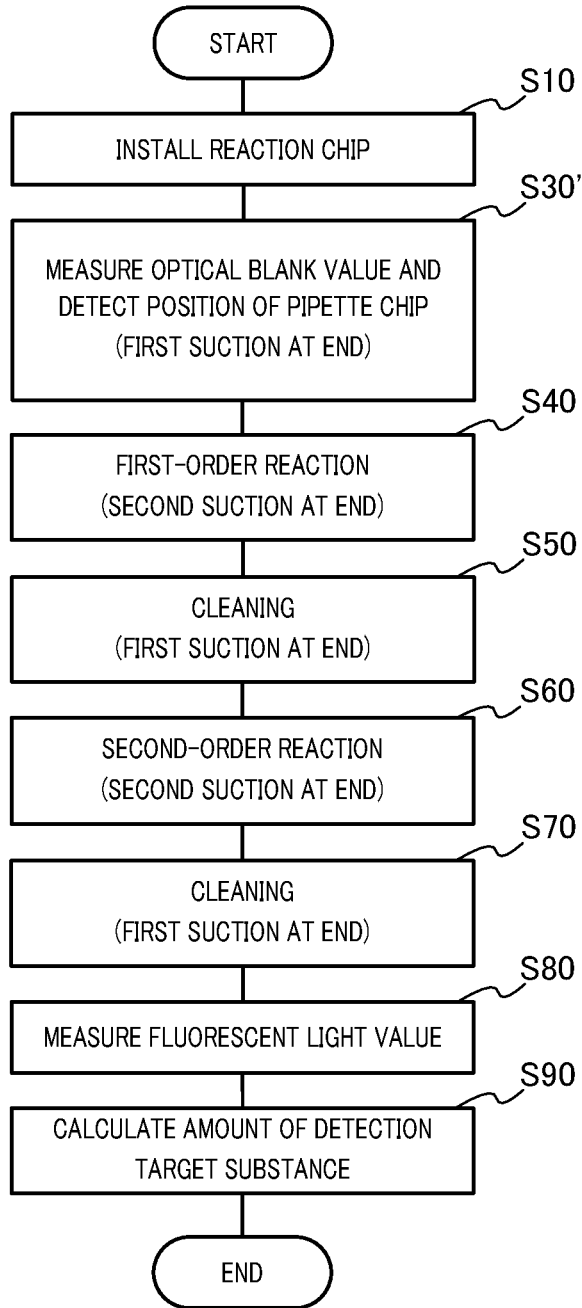 START
S10
INSTALL REACTION CHIP
S30'
MEASURE OPTICAL BLANK VALUE AND
DETECT POSITION OF PIPETTE CHIP
(FIRST SUCTION AT END)
S40
FIRST-ORDER REACTION
(SECOND SUCTION AT END)
S50
CLEANING
(FIRST SUCTION AT END)
S60
SECOND-ORDER REACTION
(SECOND SUCTION AT END)
S70
CLEANING
(FIRST SUCTION AT END)
S80
MEASURE FLUORESCENT LIGHT VALUE
S90
CALCULATE AMOUNT OF DETECTION
TARGET SUBSTANCE
END